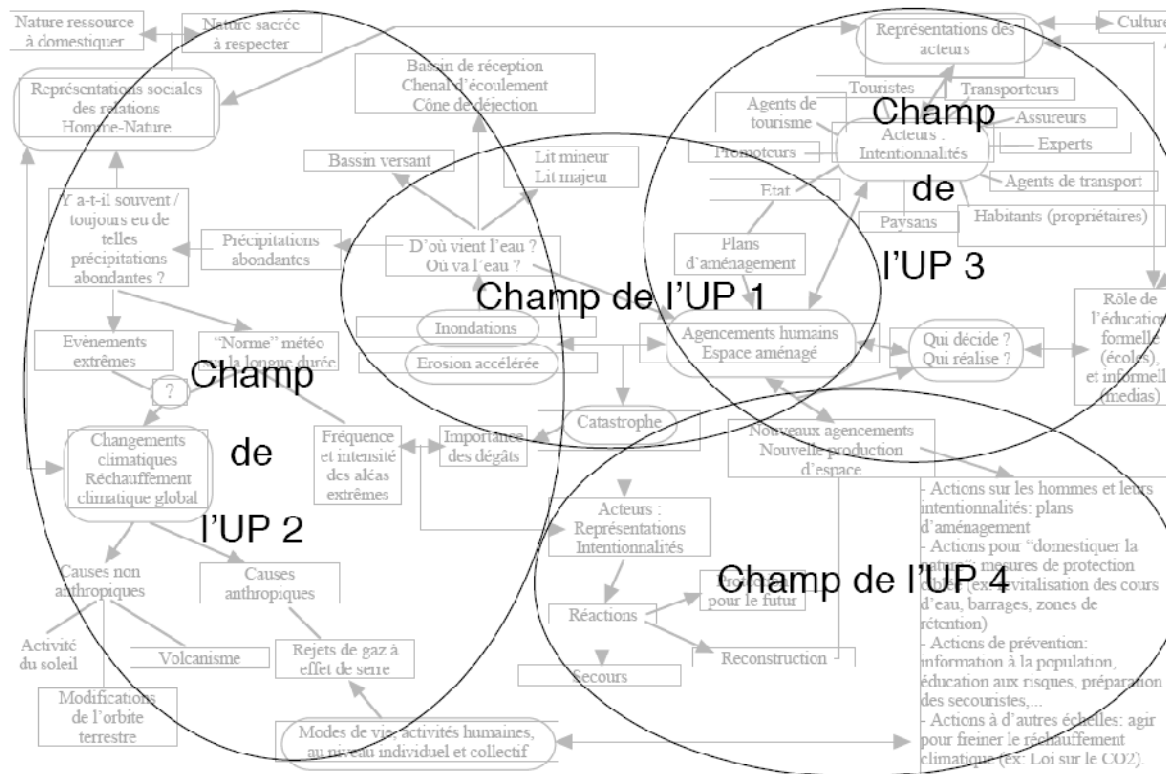 Nature ressource
à domestiquer
Nature sacrée
à respecter
Représentations sociales
des relations
Homme-Nature
Bassin de réception
Chenal d'écoulement
Cône de déjection
Représentations des
acteurs
Culture
Touristes
Transporteurs
Agents de
tourisme
Champ
Assureurs
Acteurs :
Intentionnalités
Promoteurs
Experts
Bassin versant
Lit mineur
Lit majeur
Etat
de
Agents de transport
Paysans
Habitants (propriétaires)
Y a-t-il souvent /
toujours eu de
telles
précipitations
abondantes ?
Précipitations
abondantes
D'où vient l'eau ?
Où va l'eau ?
Plans
d'aménagement
l'UP 3
Champ de l'UP 1
Inondations
Erosion accélérée
Agencements humains
Espace aménagé
Qui décide ?
Qui réalise ?
Rôle de
l'éducation
formelle
(écoles),
et informelle
(medias)
Evènements
extrêmes
"Norme" météo
la longue durée
Champ
?
Catastrophe
Changements
climatiques
Réchauffement
climatique global
de
Fréquence
et intensité
des aléas
extrêmes
Importance
des dégâts
Nouveaux agencements
Nouvelle production
d'espace
l'UP 2
Acteurs :
Représentations
Intentionnalités
- Actions sur les hommes et leurs
intentionnalités: plans
d'aménagement
- Actions pour "domestiquer la
mesures de protection
(ex: revitalisation des cours
d'eau, barrages, zones de
rétention)
- Actions de prévention:
information à la population,
éducation aux risques, préparation
des secouristes,...
- Actions à d'autres échelles: agir
pour freiner le réchauffement
climatique (ex: Loi sur le CO2).
Champ de l'UP 4
Causes non
anthropiques
Causes
anthropiques
pour le futur
Réactions
Activité
du soleil
Volcanisme
Rejets de gaz à
effet de serre
Reconstruction
Secours
Modifications
de l'orbite
terrestre
Modes de vie, activités humaines,
au niveau individuel et collectif